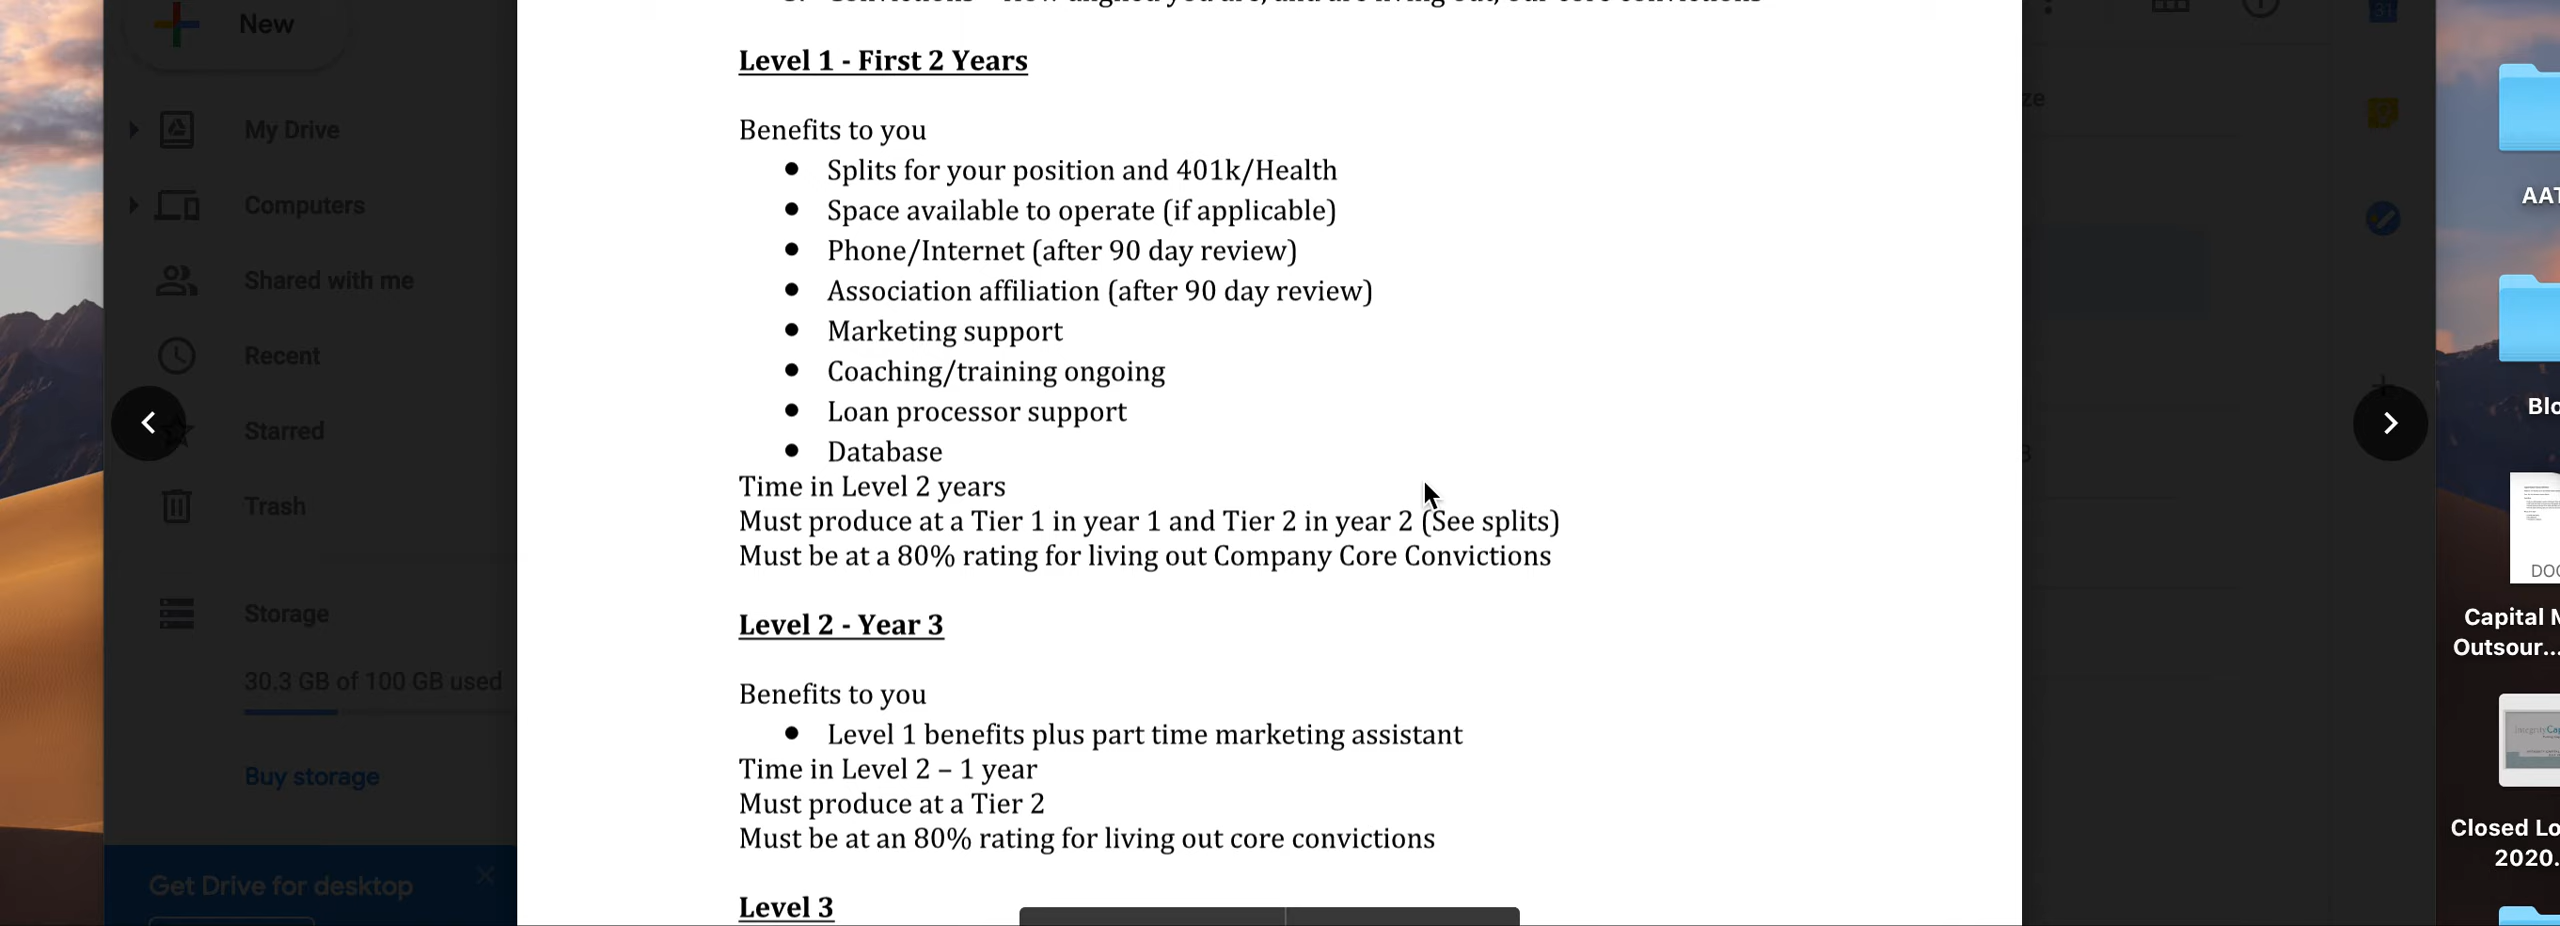 New
My Drive
Computers
Shared with me
Recent
Starred
Trash
Storage
30.3 GB of 100 GB used
Buy storage
Get Drive for desktop
Level 1 - First 2 Years
Benefits to you
● Splits for your position and 401k/Health
● Space available to operate (if applicable)
● Phone/Internet (after 90 day review)
● Association affiliation (after 90 day review)
● Marketing support
● Coaching/training ongoing
● Loan processor support
● Database
Time in Level 2 years
Must produce at a Tier 1 in year 1 and Tier 2 in year 2 (See splits)
Must be at a 80% rating for living out Company Core Convictions
Level 2 - Year 3
Benefits to you
● Level 1 benefits plus part time marketing assistant
Time in Level 2 – 1 year
Must produce at a Tier 2
Must be at an 80% rating for living out core convictions
Level 3
31
ze
AAT
Blo
DOC
Capital
Outsour...
Closed Lo
2020.